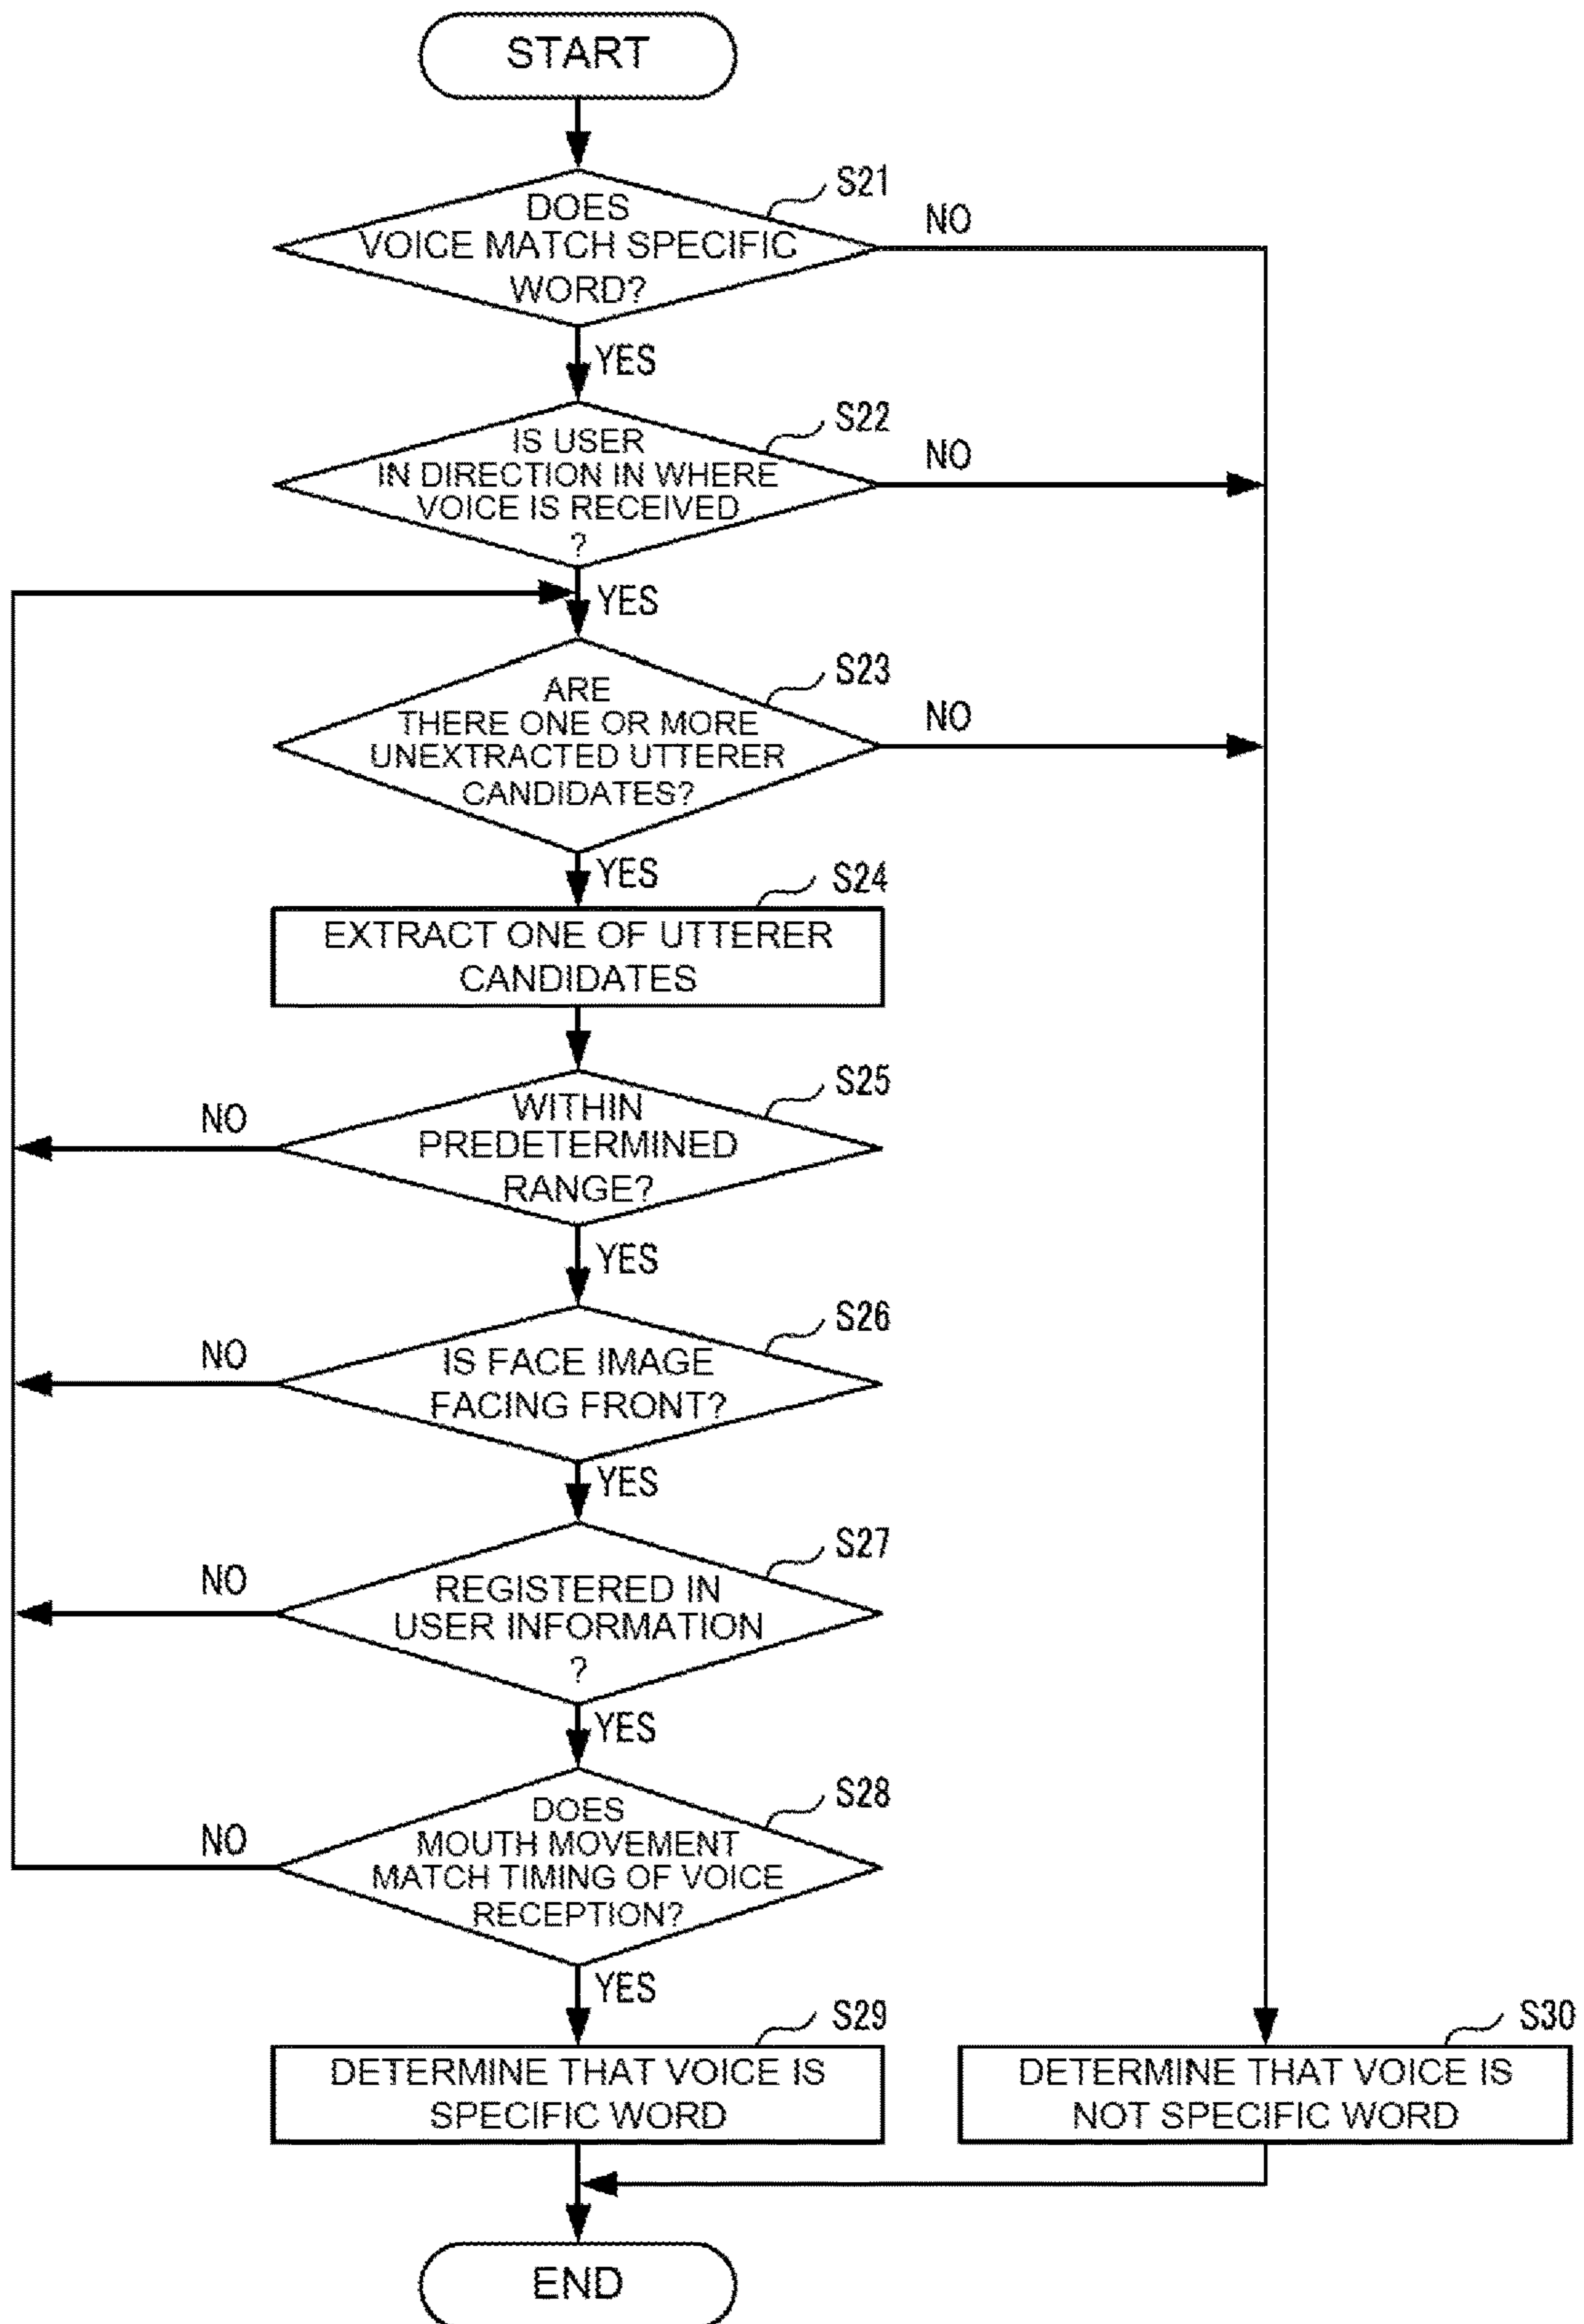 START
S21
DOES
VOICE MATCH SPECIFIC
WORD?
NO
YES
S22
IS USER
IN DIRECTION IN WHERE
VOICE IS RECEIVED
?
NO
YES
S23
ARE
THERE ONE OR MORE
UNEXTRACTED UTTERER
CANDIDATES?
NO
YES
S24
EXTRACT ONE OF UTTERER
CANDIDATES
S25
WITHIN
PREDETERMINED
RANGE?
NO
YES
S26
IS FACE IMAGE
FACING FRONT?
NO
YES
S27
REGISTERED IN
USER INFORMATION
?
NO
YES
S28
DOES
MOUTH MOVEMENT
MATCH TIMING OF VOICE
RECEPTION?
NO
YES
S29
DETERMINE THAT VOICE IS
SPECIFIC WORD
S30
DETERMINE THAT VOICE IS
NOT SPECIFIC WORD
END